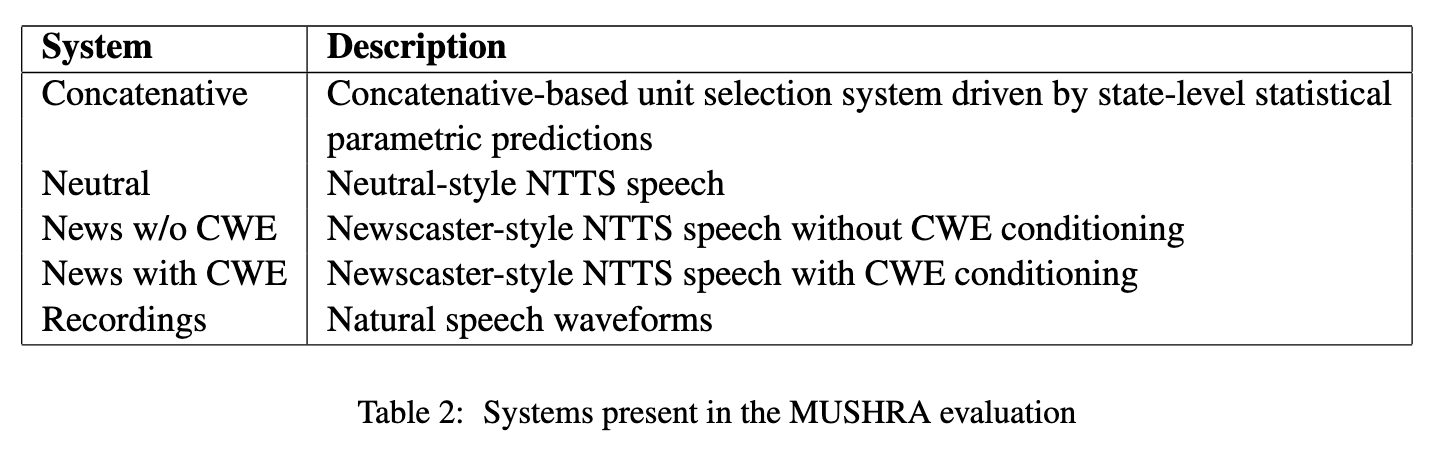 System Description
Concatenative Concatenative-based unit selection system driven by state-level statistical
parametric predictions
Neutral Neutral-style NTTS speech
News w/o CWE Newscaster-style NTTS speech without CWE conditioning
News with CWE Newscaster-style NTTS speech with CWE conditioning
Recordings Natural speech waveforms
Table 2: Systems present in the MUSHRA evaluation